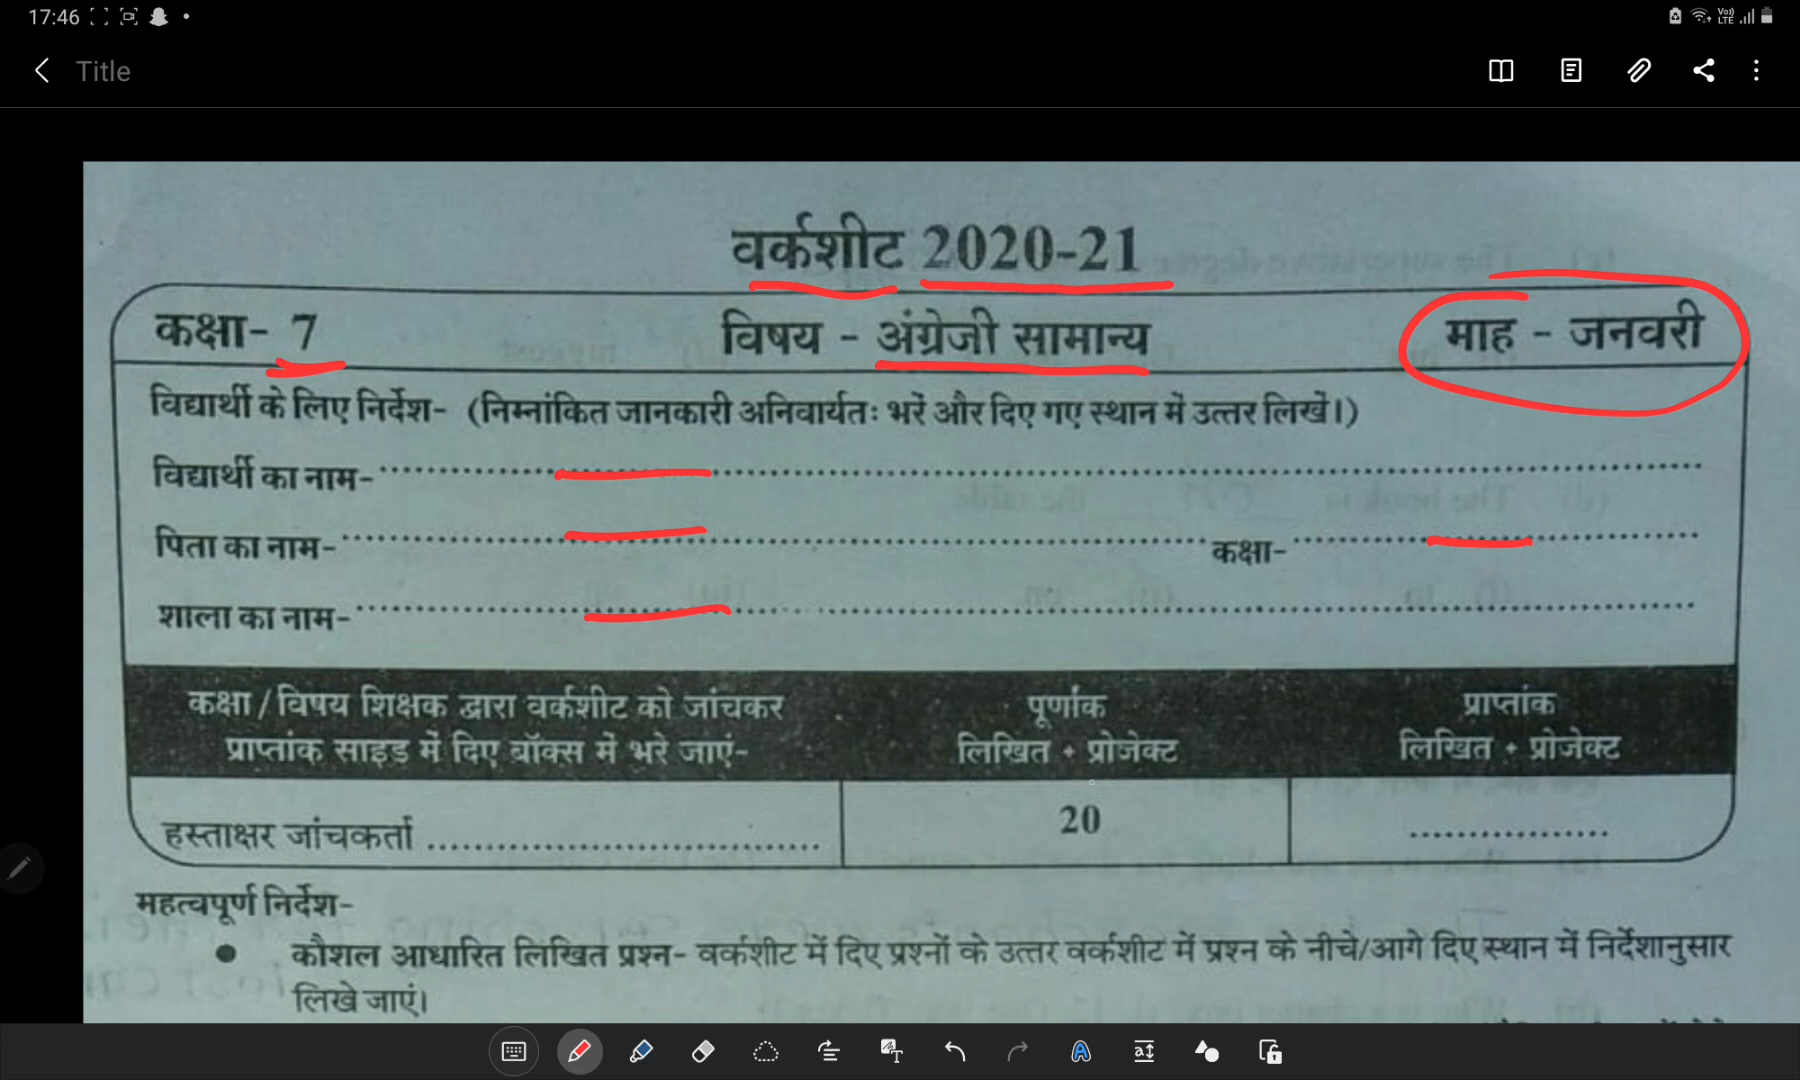 17:46
Title
वर्कशीट 2020-21
कक्षा- 7 विषय - अंग्रेजी सामान्य माह - जनवरी
विद्यार्थी के लिए निर्देश- (निम्नांकित जानकारी अनिवार्यतः भरें और दिए गए स्थान में उत्तर लिखें।)
विद्यार्थी का नाम-
पिता का नाम- कक्षा-
शाला का नाम-
कक्षा / विषय शिक्षक द्वारा वर्कशीट को जांचकर पूर्णांक प्राप्तांक
प्राप्तांक साइड में दिए बॉक्स में भरे जाएं- लिखित + प्रोजेक्ट लिखित + प्रोजेक्ट
हस्ताक्षर जांचकर्ता .................................... 20 ..................
महत्वपूर्ण निर्देश-
● कौशल आधारित लिखित प्रश्न- वर्कशीट में दिए प्रश्नों के उत्तर वर्कशीट में प्रश्न के नीचे/आगे दिए स्थान में निर्देशानुसार
लिखे जाएं।